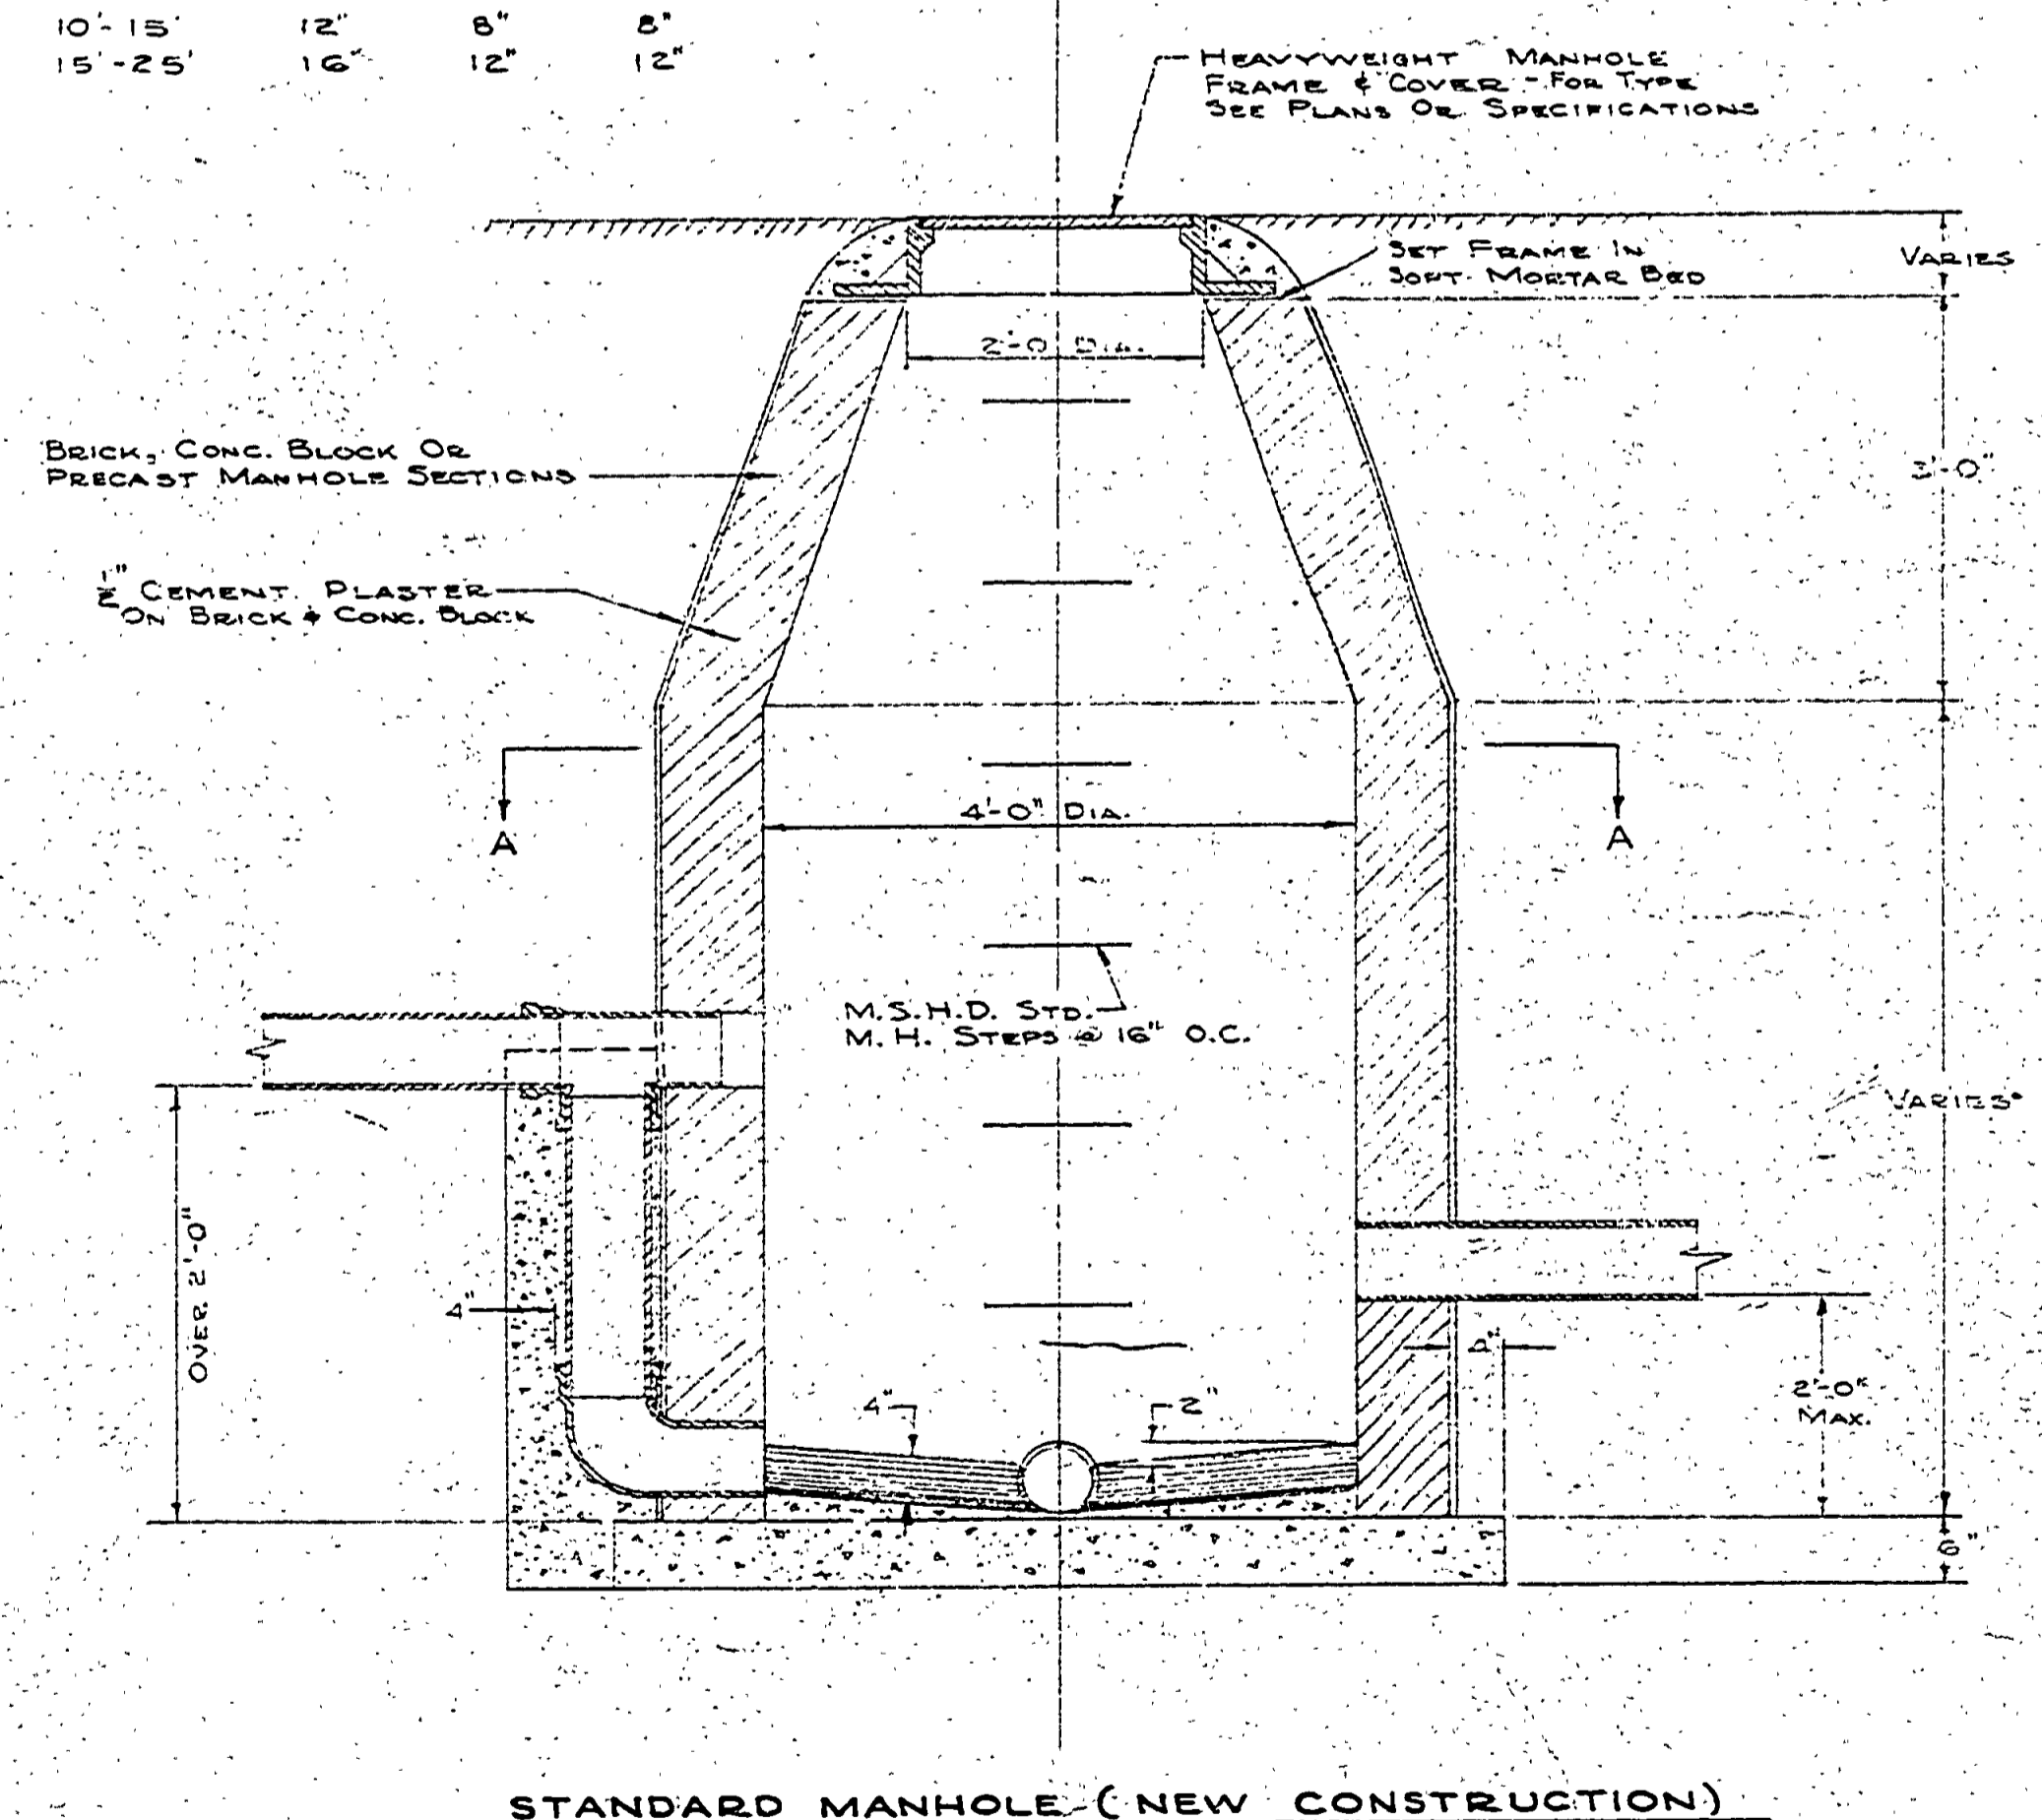 10'-15' 12" 8" 8"
15'-25' 16" 12" 12"
HEAVYWEIGHT MANHOLE
FRAME & COVER - FOR TYPE
SEE PLANS OR SPECIFICATIONS
SET FRAME IN
SOFT MORTAR BED
VARIES
2'-0" DIA.
BRICK, CONC. BLOCK OR
PRECAST MANHOLE SECTIONS
-0"
1/2" CEMENT PLASTER
ON BRICK & CONC. BLOCK
A
A
4'-0" DIA.
M.S.H.D. STD.
M.H. STEPS @ 16" O.C.
VARIES
OVER 2'-0"
4"
4"
4"
2"
2'-0"
MAX.
6"
STANDARD MANHOLE (NEW CONSTRUCTION)